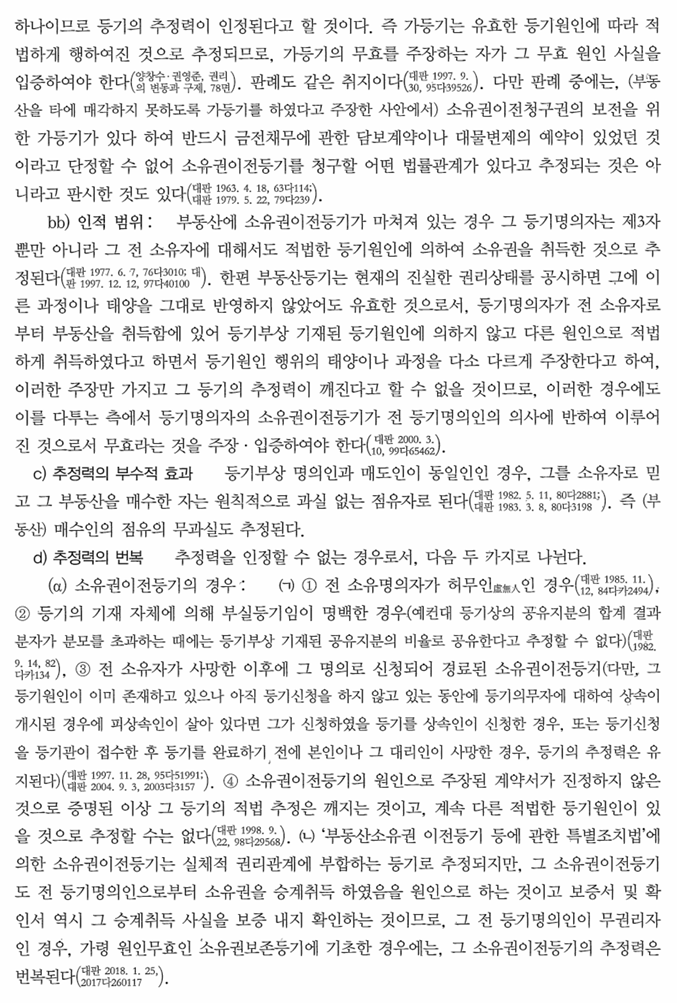 하나이므로 등기의 추정력이 인정된다고 할 것이다. 즉 가등기는 유효한 등기원인에 따라 적
법하게 행하여진 것으로 추정되므로, 가등기의 무효를 주장하는 자가 그 무효 원인 사실을
입증하여야 한다(양창수·권영준, 권리의 변동과 구제, 78면). 판례도 같은 취지이다(대판 1997. 9. 30, 95다39526). 다만 판례 중에는, (부동
산을 타에 매각하지 못하도록 가등기를 하였다고 주장한 사안에서) 소유권이전청구권의 보전을 위
한 가등기가 있다 하여 반드시 금전채무에 관한 담보계약이나 대물변제의 예약이 있었던 것
이라고 단정할 수 없어 소유권이전등기를 청구할 어떤 법률관계가 있다고 추정되는 것은 아
니라고 판시한 것도 있다(대판 1963. 4. 18, 63다114; 대판 1979. 5. 22, 79다239).
bb) 인적 범위 : 부동산에 소유권이전등기가 마쳐져 있는 경우 그 등기명의자는 제3자
뿐만 아니라 그 전 소유자에 대해서도 적법한 등기원인에 의하여 소유권을 취득한 것으로 추
정된다(대판 1977. 6. 7, 76다3010; 대판 1997. 12. 12, 97다40100). 한편 부동산등기는 현재의 진실한 권리상태를 공시하면 그에 이
른 과정이나 태양을 그대로 반영하지 않았어도 유효한 것으로서, 등기명의자가 전 소유자로
부터 부동산을 취득함에 있어 등기부상 기재된 등기원인에 의하지 않고 다른 원인으로 적법
하게 취득하였다고 하면서 등기원인 행위의 태양이나 과정을 다소 다르게 주장한다고 하여,
이러한 주장만 가지고 그 등기의 추정력이 깨진다고 할 수 없을 것이므로, 이러한 경우에도
이를 다투는 측에서 등기명의자의 소유권이전등기가 전 등기명의인의 의사에 반하여 이루어
진 것으로서 무효라는 것을 주장·입증하여야 한다(대판 2000. 3. 10, 99다65462).
c) 추정력의 부수적 효과 등기부상 명의인과 매도인이 동일인인 경우, 그를 소유자로 믿
고 그 부동산을 매수한 자는 원칙적으로 과실 없는 점유자로 된다(대판 1982. 5. 11, 80다2881; 대판 1983. 3. 8, 80다3198). 즉 (부
동산) 매수인의 점유의 무과실도 추정된다.
d) 추정력의 번복 추정력을 인정할 수 없는 경우로서, 다음 두 가지로 나뉜다.
(α) 소유권이전등기의 경우 : (ㄱ) ① 전 소유명의자가 허무인虛無人인 경우(대판 1985. 11. 12, 84다카2494),
② 등기의 기재 자체에 의해 부실등기임이 명백한 경우(예컨대 등기상의 공유지분의 합계 결과
분자가 분모를 초과하는 때에는 등기부상 기재된 공유지분의 비율로 공유한다고 추정할 수 없다)(대판 1982.
9. 14, 82다카134), ③ 전 소유자가 사망한 이후에 그 명의로 신청되어 경료된 소유권이전등기(다만, 그
등기원인이 이미 존재하고 있으나 아직 등기신청을 하지 않고 있는 동안에 등기의무자에 대하여 상속이
개시된 경우에 피상속인이 살아 있다면 그가 신청하였을 등기를 상속인이 신청한 경우, 또는 등기신청
을 등기관이 접수한 후 등기를 완료하기 전에 본인이나 그 대리인이 사망한 경우, 등기의 추정력은 유
지된다)(대판 1997. 11. 28, 95다51991; 대판 2004. 9. 3, 2003다3157). ④ 소유권이전등기의 원인으로 주장된 계약서가 진정하지 않은
것으로 증명된 이상 그 등기의 적법 추정은 깨지는 것이고, 계속 다른 적법한 등기원인이 있
을 것으로 추정할 수는 없다(대판 1998. 9. 22, 98다29568). (ㄴ) ‘부동산소유권 이전등기 등에 관한 특별조치법’에
의한 소유권이전등기는 실체적 권리관계에 부합하는 등기로 추정되지만, 그 소유권이전등기
도 전 등기명의인으로부터 소유권을 승계취득 하였음을 원인으로 하는 것이고 보증서 및 확
인서 역시 그 승계취득 사실을 보증 내지 확인하는 것이므로, 그 전 등기명의인이 무권리자
인 경우, 가령 원인무효인 소유권보존등기에 기초한 경우에는, 그 소유권이전등기의 추정력은
번복된다(대판 2018. 1. 25, 2017다260117).